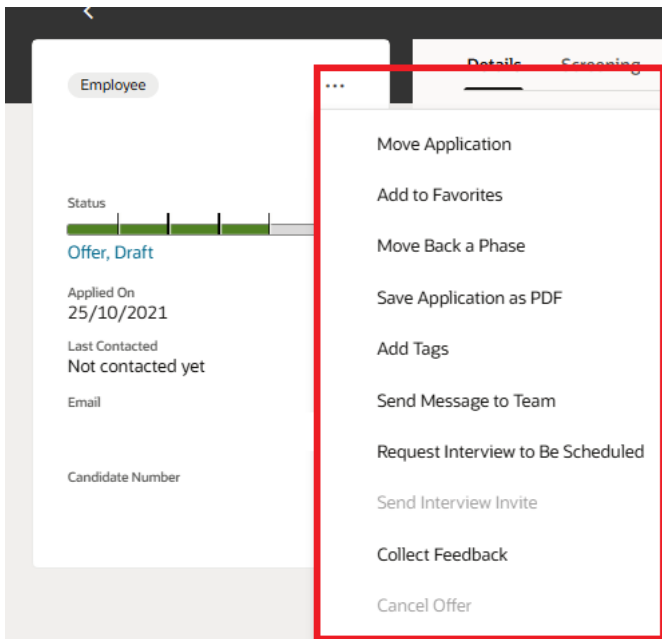 Employee
...
Details Screening
Status
Offer, Draft
Applied On
25/10/2021
Last Contacted
Not contacted yet
Email
Candidate Number
Move Application
Add to Favorites
Move Back a Phase
Save Application as PDF
Add Tags
Send Message to Team
Request Interview to Be Scheduled
Send Interview Invite
Collect Feedback
Cancel Offer